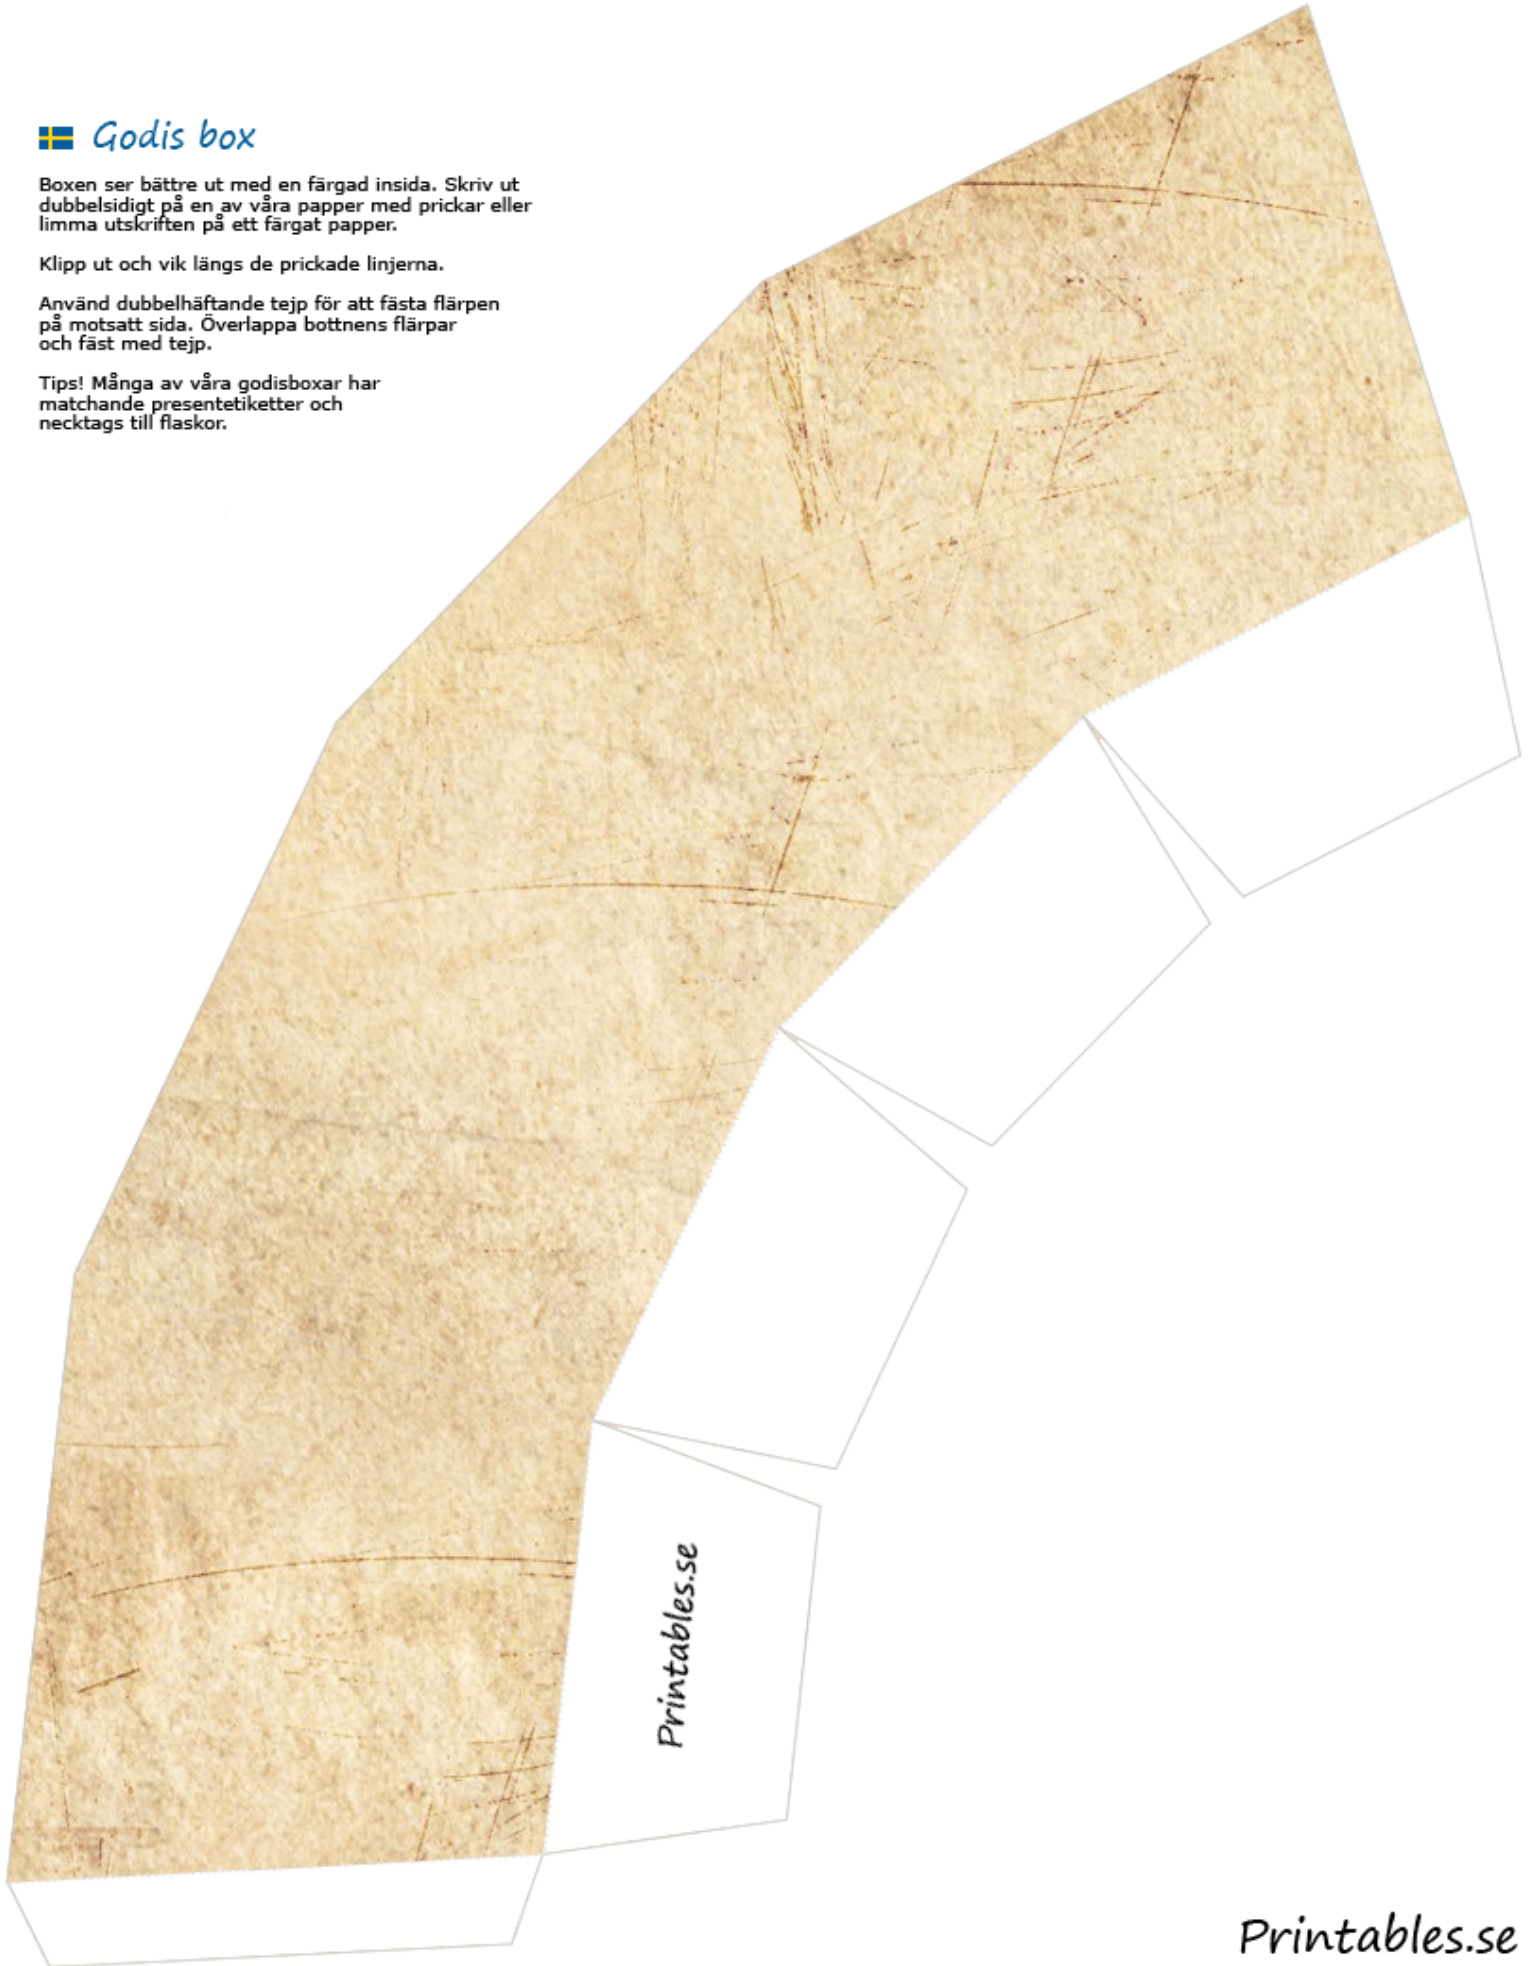 Godis box
Boxen ser bättre ut med en färgad insida. Skriv ut
dubbelsidigt på en av våra papper med prickar eller
limma utskriften på ett färgat papper.
Klipp ut och vik längs de prickade linjerna.
Använd dubbelhäftande tejp för att fästa flärpen
på motsatt sida. Överlappa bottnens flärpar
och fäst med tejp.
Tips! Många av våra godisboxar har
matchande presentetiketter och
necktags till flaskor.
Printables.se
Printables.se